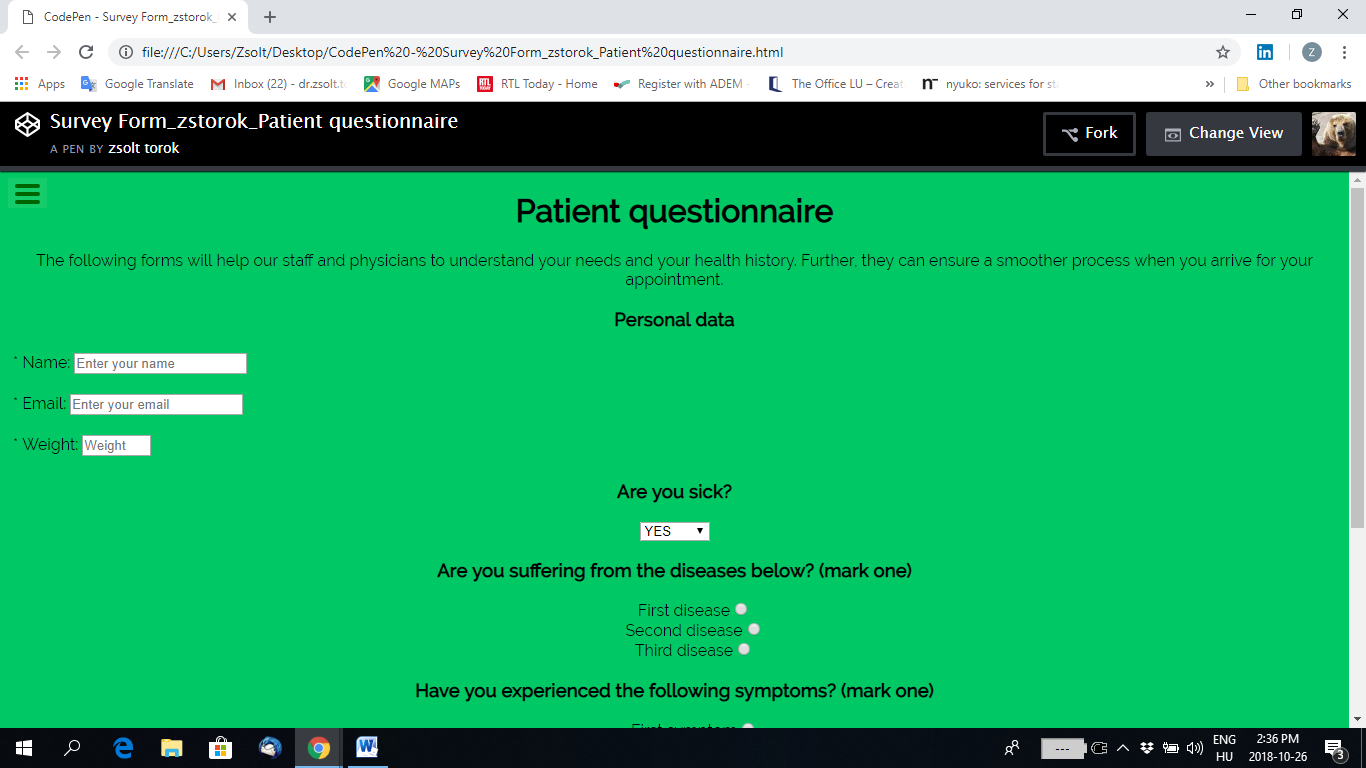 CodePen - Survey Form_zstorok_
file:///C:/Users/Zsolt/Desktop/CodePen%20-%20Survey%20Form_zstorok_Patient%20questionnaire.html
Apps Google Translate Inbox (22) - dr.zsolt.t Google MAPs RTL Today - Home Register with ADEM - The Office LU – Creat nyuko: services for st Other bookmarks
Survey Form_zstorok_Patient questionnaire
A PEN BY zsolt torok
Fork
Change View
Patient questionnaire
The following forms will help our staff and physicians to understand your needs and your health history. Further, they can ensure a smoother process when you arrive for your
appointment.
Personal data
* Name: Enter your name
* Email: Enter your email
* Weight: Weight
Are you sick?
YES
Are you suffering from the diseases below? (mark one)
First disease
Second disease
Third disease
Have you experienced the following symptoms? (mark one)
First symptom
ENG 2:36 PM
HU 2018-10-26
3